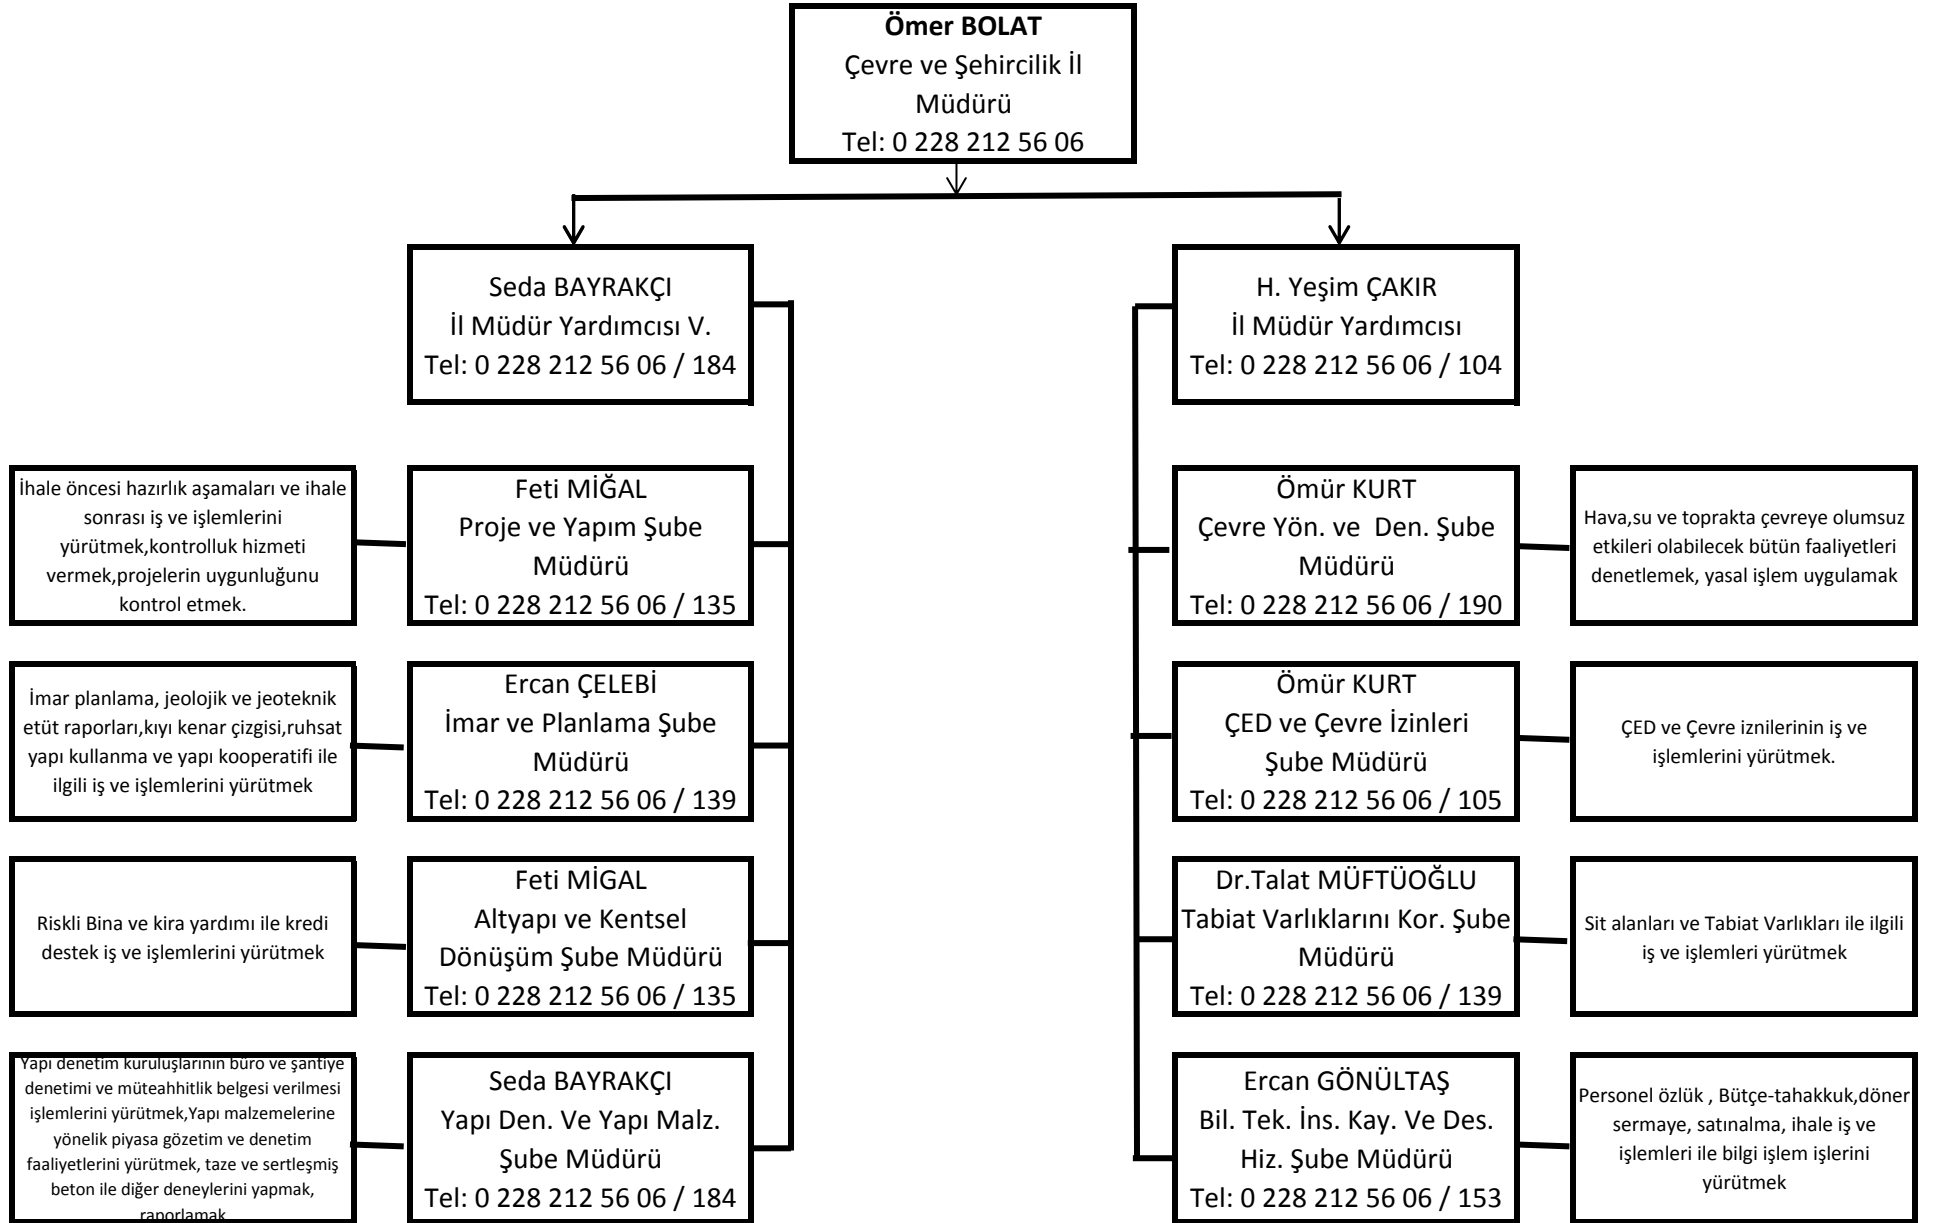 Ömer BOLAT
Çevre ve Şehircilik İl
Müdürü
Tel: 0 228 212 56 06
Seda BAYRAKÇI
İl Müdür Yardımcısı V.
Tel: 0 228 212 56 06 / 184
H. Yeşim ÇAKIR
İl Müdür Yardımcısı
Tel: 0 228 212 56 06 / 104
İhale öncesi hazırlık aşamaları ve ihale
sonrası iş ve işlemlerini
yürütmek,kontrolluk hizmeti
vermek,projelerin uygunluğunu
kontrol etmek.
Feti MİĞAL
Proje ve Yapım Şube
Müdürü
Tel: 0 228 212 56 06 / 135
Ömür KURT
Çevre Yön. ve  Den. Şube
Müdürü
Tel: 0 228 212 56 06 / 190
Hava,su ve toprakta çevreye olumsuz
etkileri olabilecek bütün faaliyetleri
denetlemek, yasal işlem uygulamak
İmar planlama, jeolojik ve jeoteknik
etüt raporları,kıyı kenar çizgisi,ruhsat
yapı kullanma ve yapı kooperatifi ile
ilgili iş ve işlemlerini yürütmek
Ercan ÇELEBİ
İmar ve Planlama Şube
Müdürü
Tel: 0 228 212 56 06 / 139
Ömür KURT
ÇED ve Çevre İzinleri
Şube Müdürü
Tel: 0 228 212 56 06 / 105
ÇED ve Çevre iznilerinin iş ve
işlemlerini yürütmek.
Riskli Bina ve kira yardımı ile kredi
destek iş ve işlemlerini yürütmek
Feti MİGAL
Altyapı ve Kentsel
Dönüşüm Şube Müdürü
Tel: 0 228 212 56 06 / 135
Dr.Talat MÜFTÜOĞLU
Tabiat Varlıklarını Kor. Şube
Müdürü
Tel: 0 228 212 56 06 / 139
Sit alanları ve Tabiat Varlıkları ile ilgili
iş ve işlemleri yürütmek
Yapı denetim kuruluşlarının büro ve şantiye
denetimi ve müteahhitlik belgesi verilmesi
işlemlerini yürütmek,Yapı malzemelerine
yönelik piyasa gözetim ve denetim
faaliyetlerini yürütmek, taze ve sertleşmiş
beton ile diğer deneylerini yapmak,
raporlamak
Seda BAYRAKÇI
Yapı Den. Ve Yapı Malz.
Şube Müdürü
Tel: 0 228 212 56 06 / 184
Ercan GÖNÜLTAŞ
Bil. Tek. İns. Kay. Ve Des.
Hiz. Şube Müdürü
Tel: 0 228 212 56 06 / 153
Personel özlük , Bütçe-tahakkuk,döner
sermaye, satınalma, ihale iş ve
işlemleri ile bilgi işlem işlerini
yürütmek